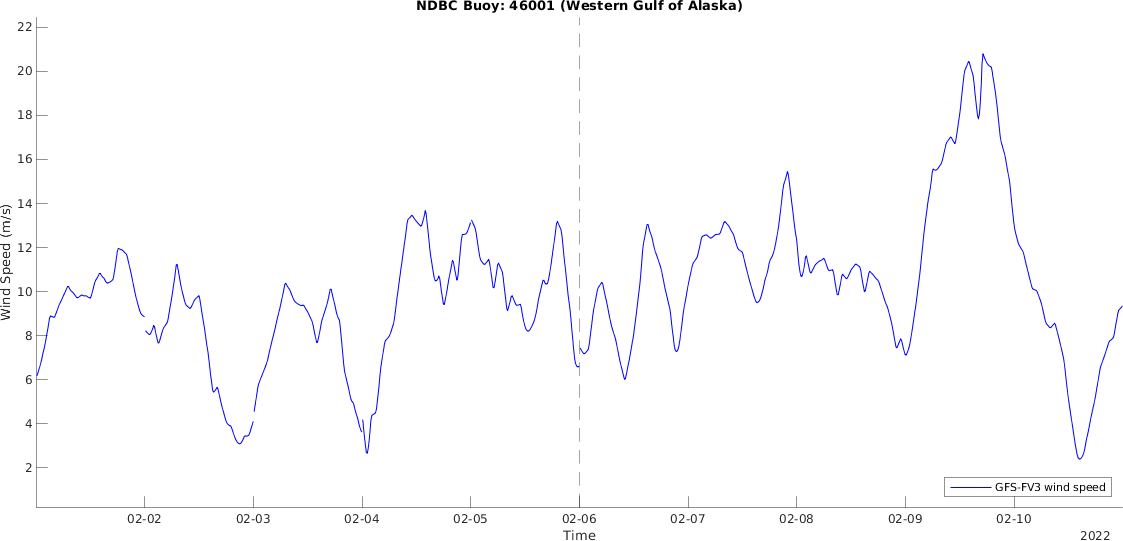 NDBC Buoy: 46001 (Western Gulf of Alaska)
Wind Speed (m/s)
22
20
18
16
14
12
10
8
6
4
2
GFS-FV3 wind speed
02-02 02-03 02-04 02-05 02-06 02-07 02-08 02-09 02-10
Time
2022